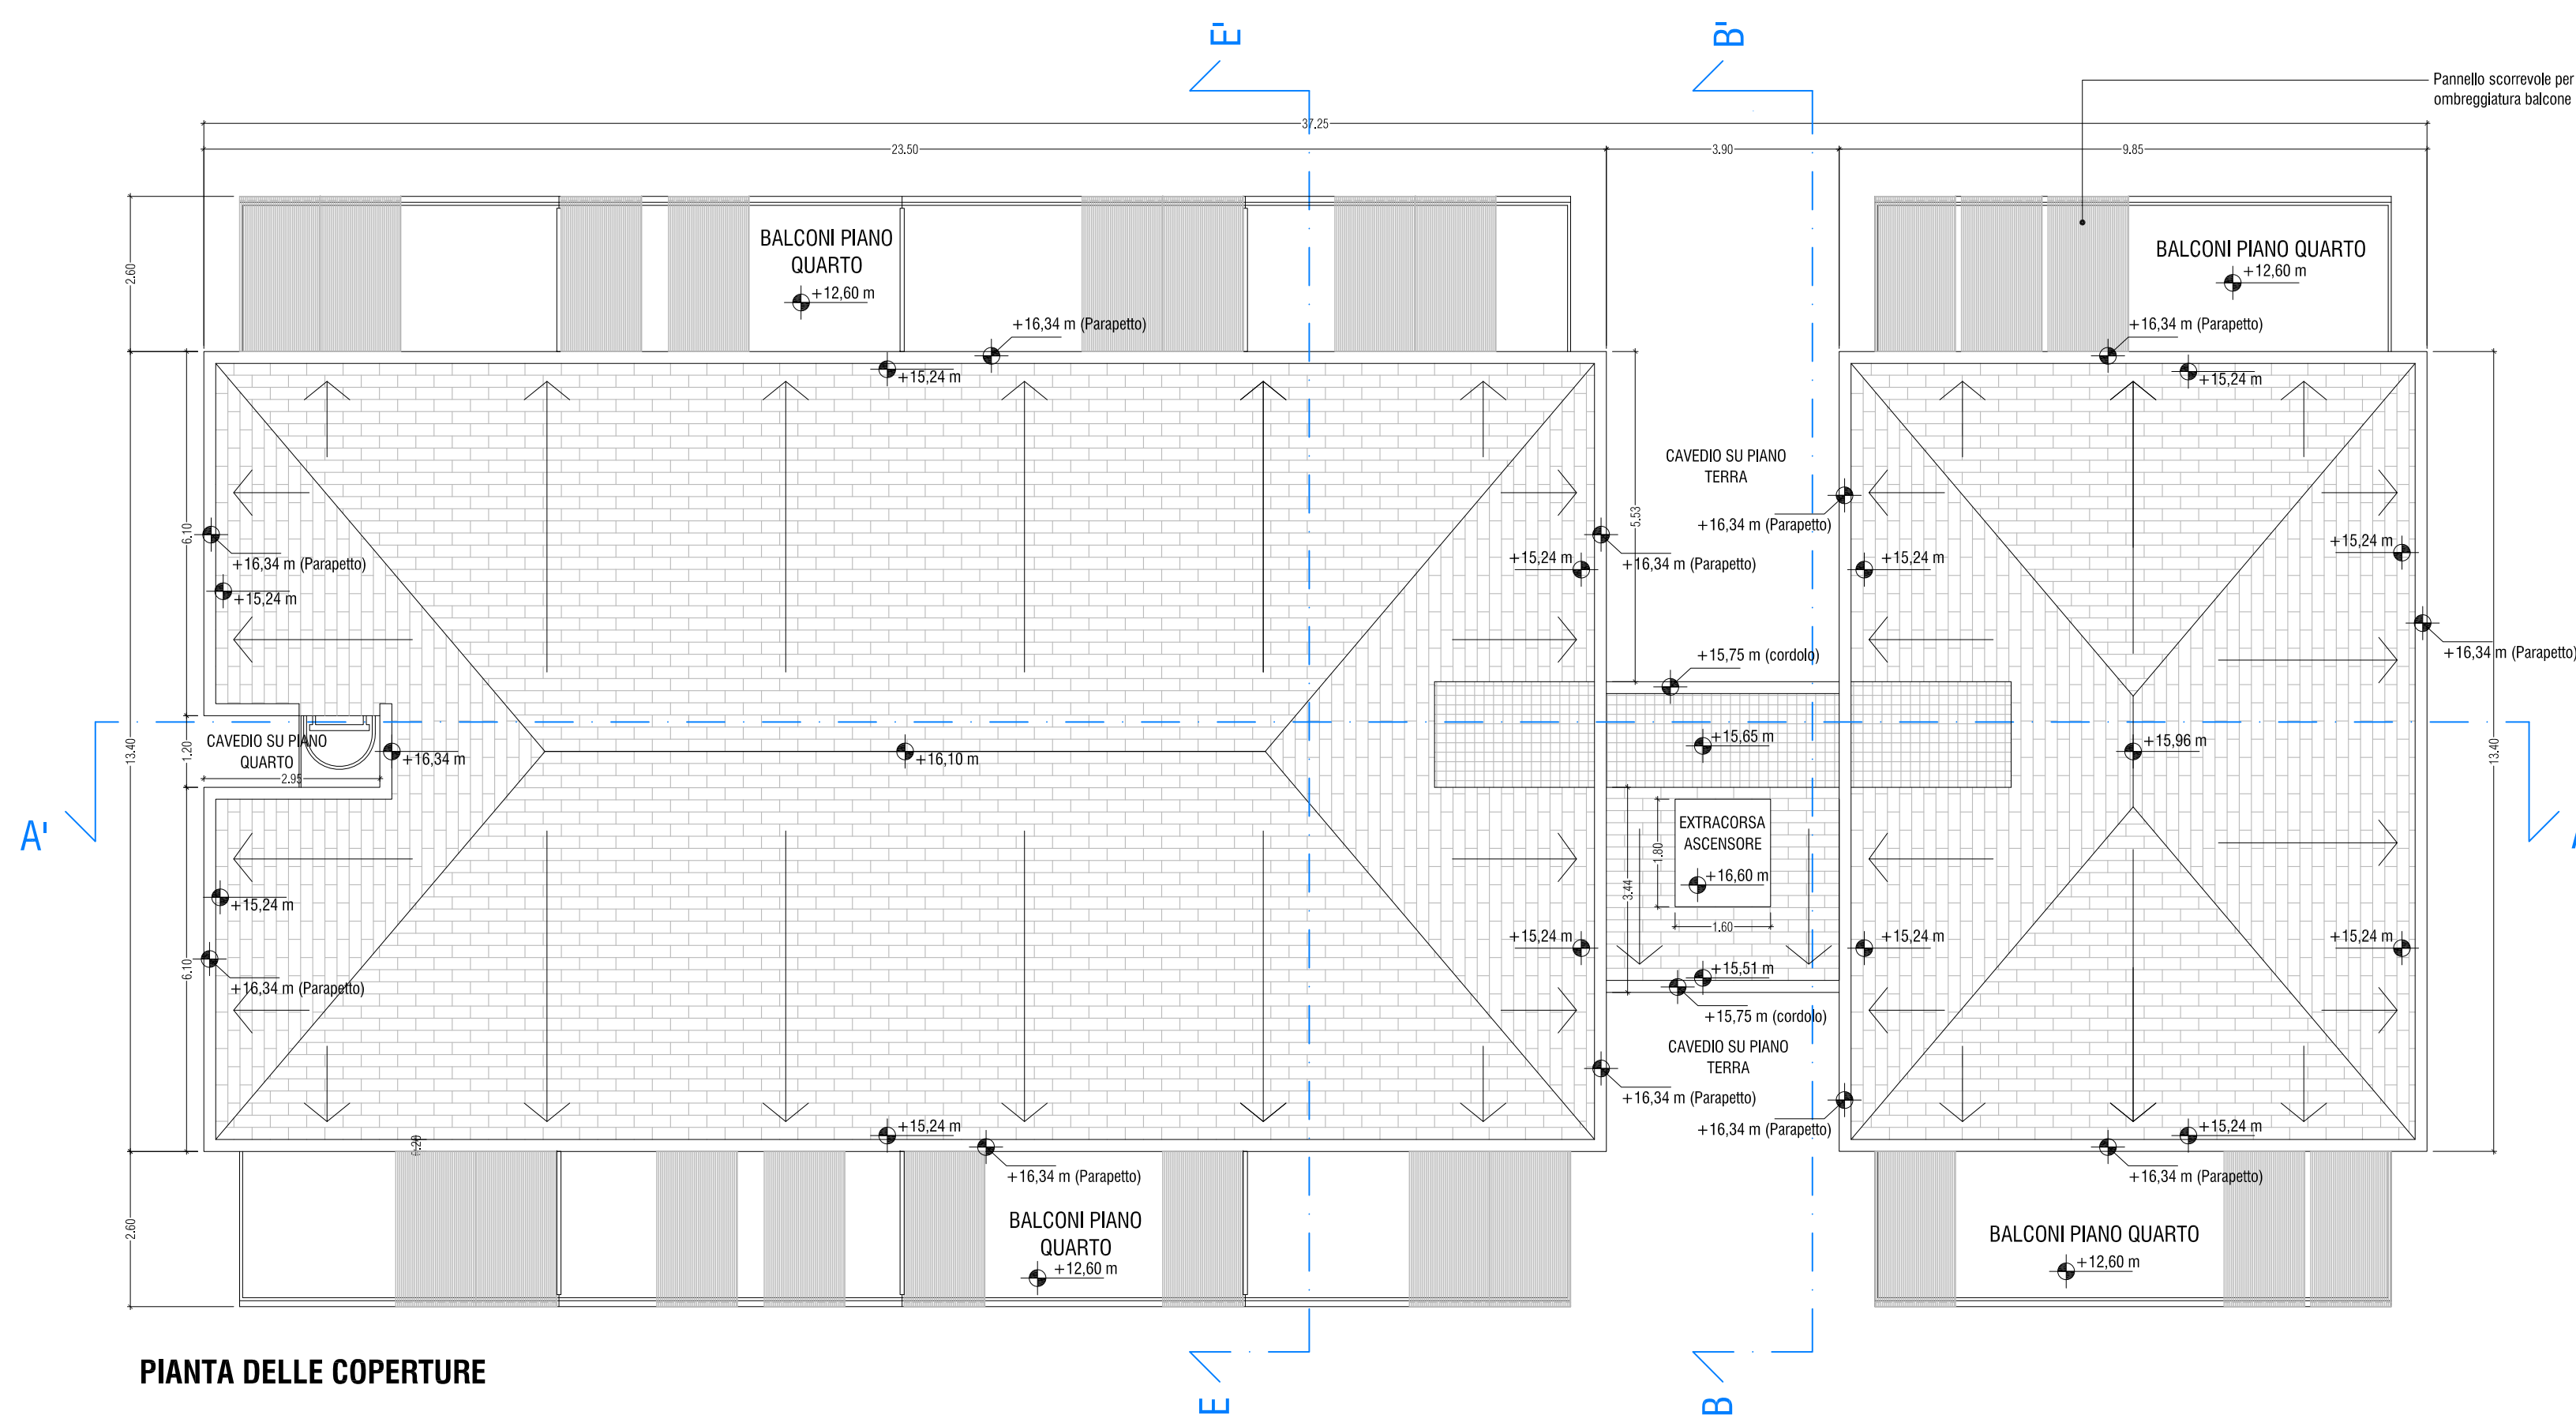 E'
B'
Pannello scorrevole per
ombreggiatura balcone
37.25
23.50
3.90
9.85
2.60
BALCONI PIANO
QUARTO
+12,60 m
BALCONI PIANO QUARTO
+12,60 m
+16,34 m (Parapetto)
+16,34 m (Parapetto)
+15,24 m
+15,24 m
CAVEDIO SU PIANO
TERRA
6.10
5.53
+16,34 m (Parapetto)
+15,24 m
+15,24 m
+16,34 m (Parapetto)
+16,34 m (Parapetto)
+15,24 m
+15,24 m
+16,34 m (Parapetto)
+15,75 m (cordolo)
13.40
1.20
CAVEDIO SU PIANO
QUARTO
2.95
+16,34 m
+16,10 m
+15,65 m
+15,96 m
13.40
A'
EXTRACORSA
ASCENSORE
+16,60 m
1.80
3.44
1.60
+15,24 m
+15,24 m
+15,24 m
+15,24 m
6.10
+16,34 m (Parapetto)
+15,51 m
+15,75 m (cordolo)
CAVEDIO SU PIANO
TERRA
+16,34 m (Parapetto)
+16,34 m (Parapetto)
+15,24 m
+15,24 m
0.20
+16,34 m (Parapetto)
+16,34 m (Parapetto)
2.60
BALCONI PIANO
QUARTO
+12,60 m
BALCONI PIANO QUARTO
+12,60 m
PIANTA DELLE COPERTURE
E
B